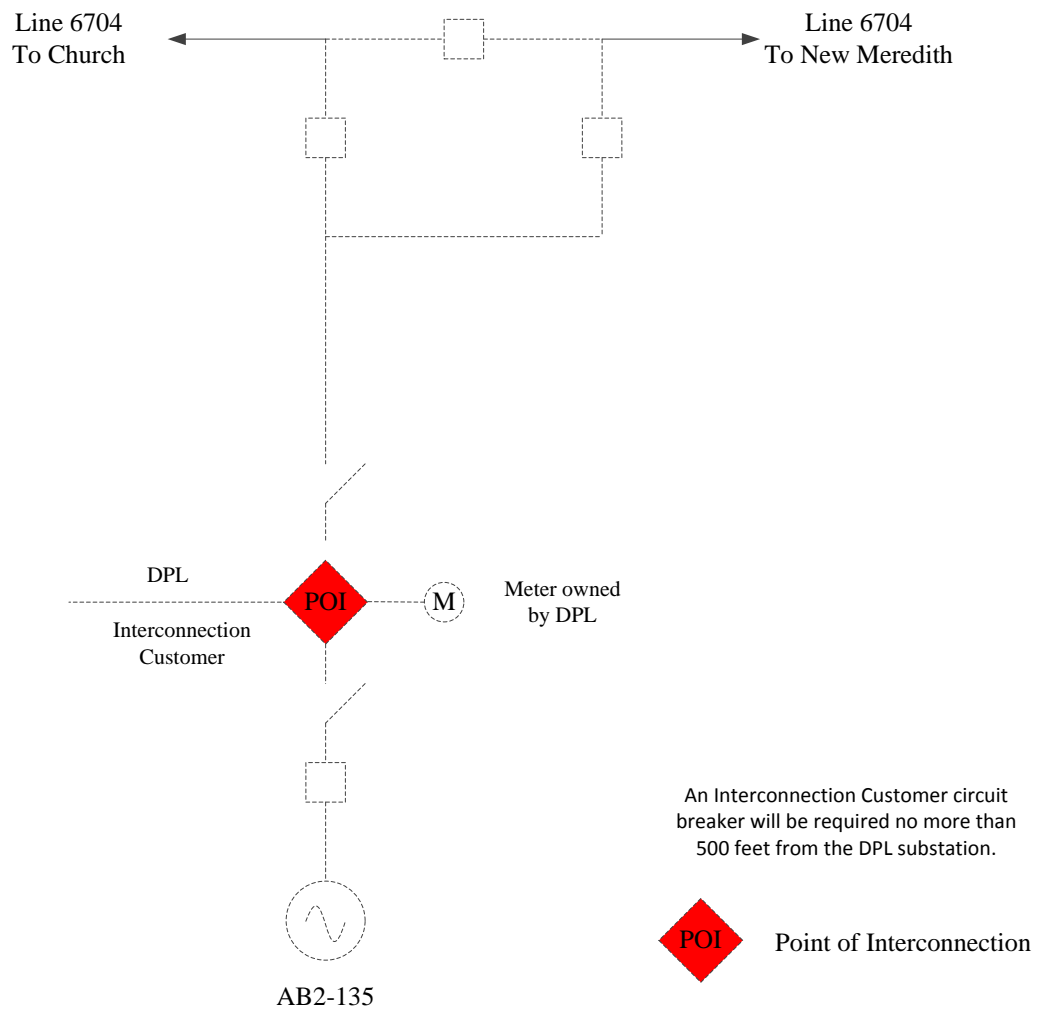 Line 6704
To Church
Line 6704
To New Meredith
DPL
POI
M
Meter owned
by DPL
Interconnection
Customer
An Interconnection Customer circuit
breaker will be required no more than
500 feet from the DPL substation.
POI
Point of Interconnection
AB2-135